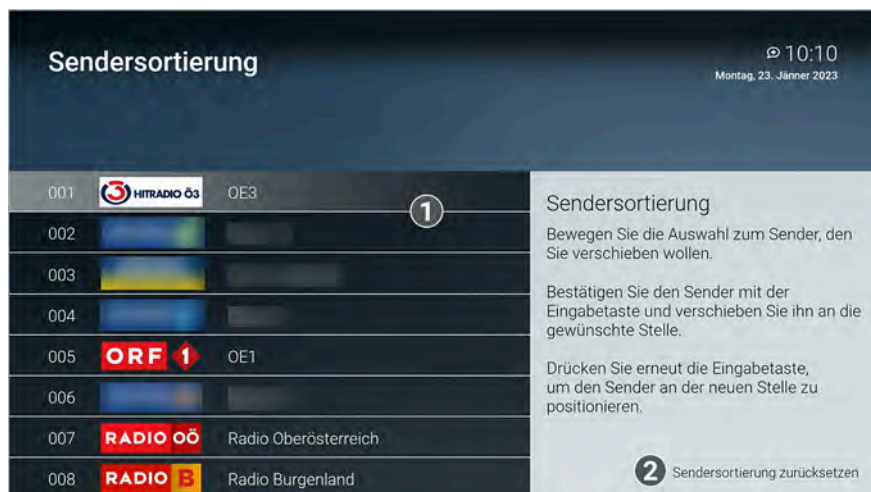 Sendersortierung
10:10
Montag, 23. Jänner 2023
001 3 HITRADIO Ö3 OE3
1
002
003
004
005 ORF 1 OE1
006
007 RADIO OÖ Radio Oberösterreich
008 RADIO B Radio Burgenland
Sendersortierung
Bewegen Sie die Auswahl zum Sender, den
Sie verschieben wollen.
Bestätigen Sie den Sender mit der
Eingabetaste und verschieben Sie ihn an die
gewünschte Stelle.
Drücken Sie erneut die Eingabetaste,
um den Sender an der neuen Stelle zu
positionieren.
2 Sendersortierung zurücksetzen